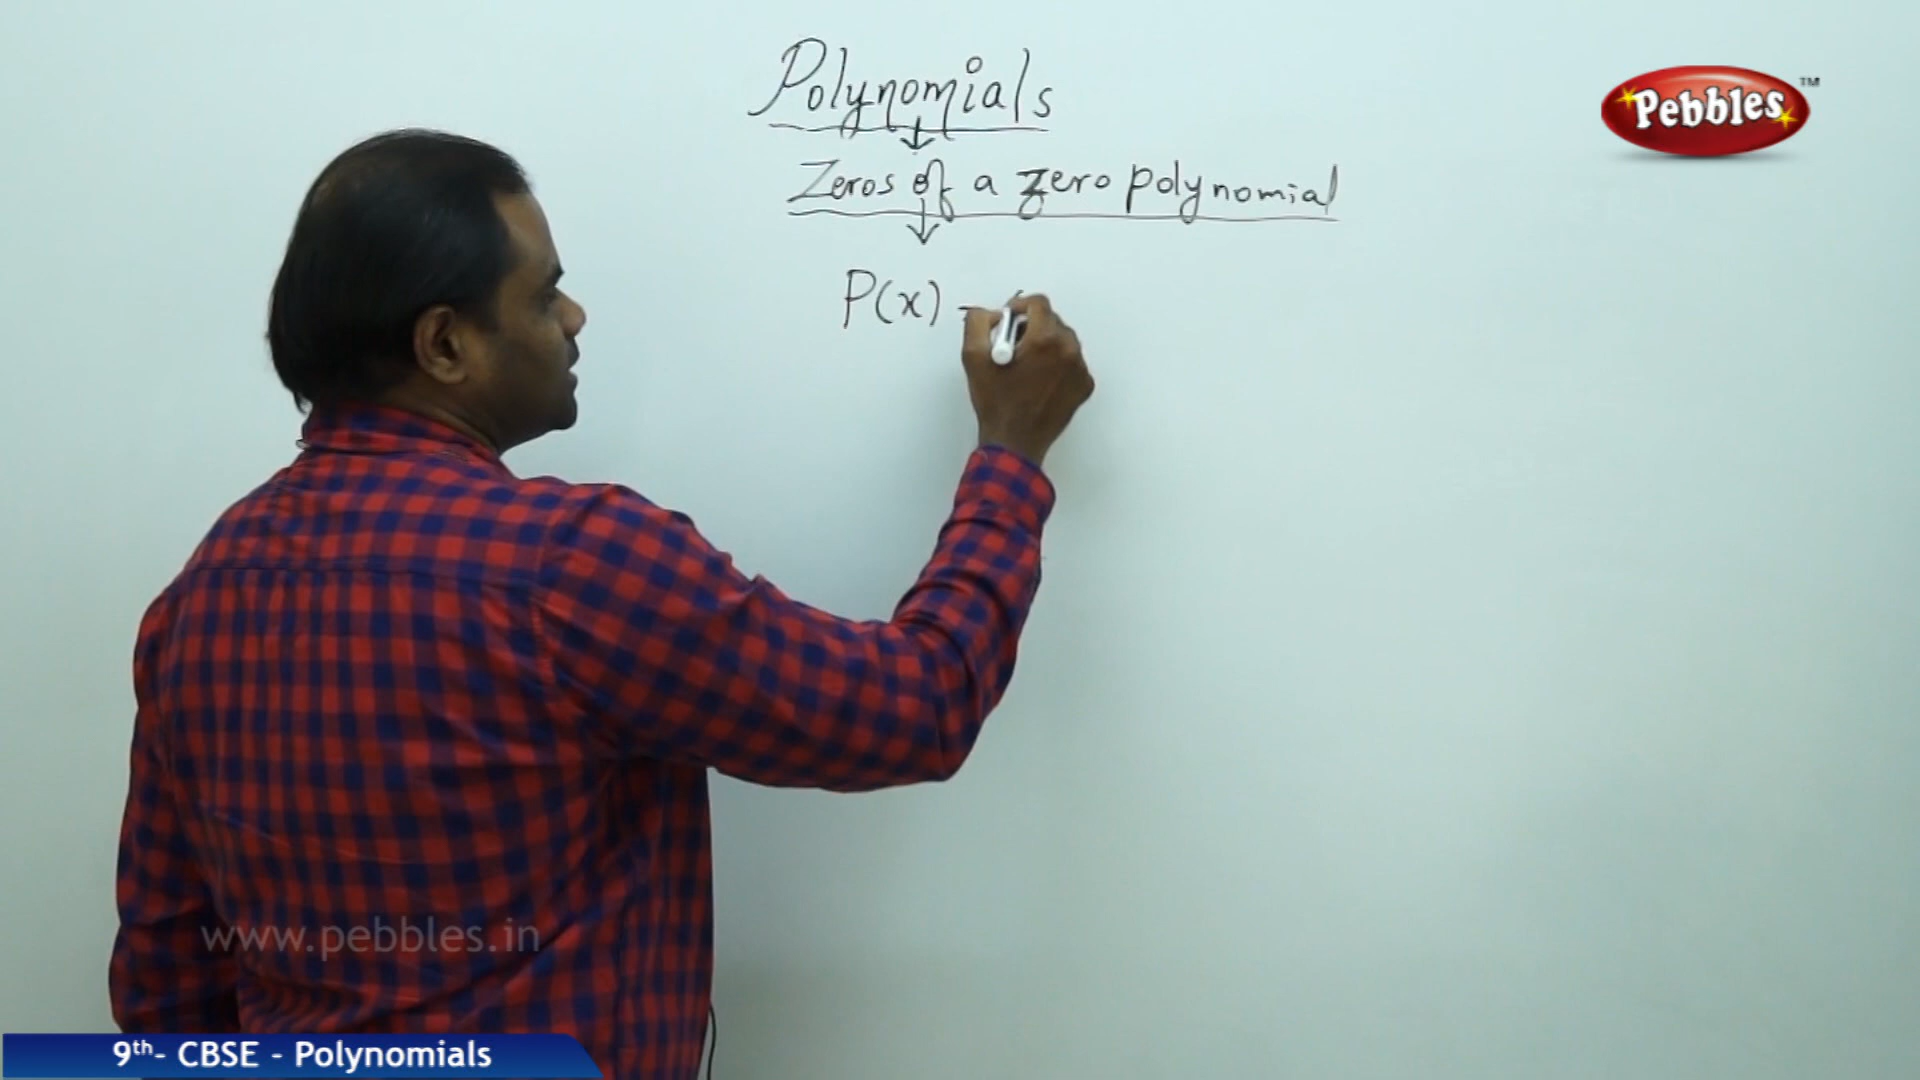 Polynomials
Zeros of a zero polynomial
P(x)
Pebbles TM
www.pebbles.in
9th- CBSE - Polynomials